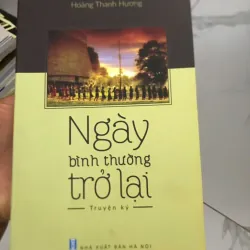 Hoàng Thanh Hương
Ngày
bình thường
trở lại
Truyện ký
NHÀ XUẤT BẢN HÀ NỘI